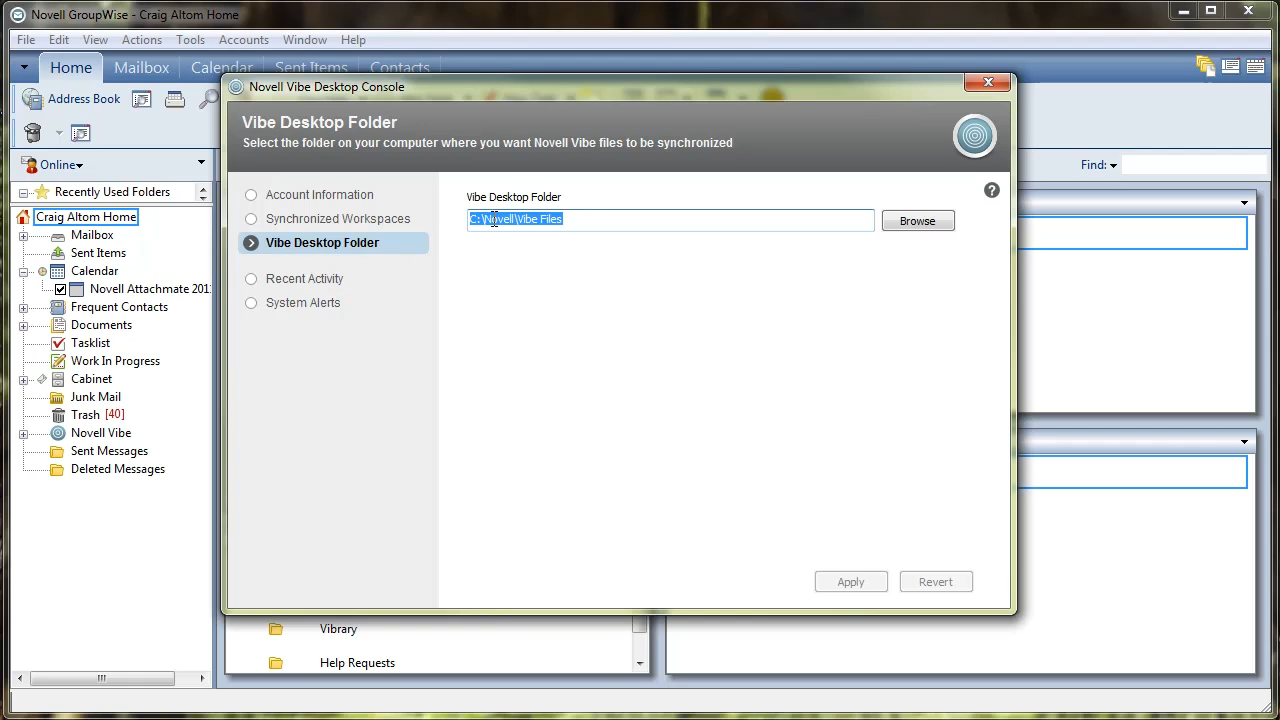 Novell GroupWise - Craig Altom Home
File Edit View Actions Tools Accounts Window Help
Home Mailbox Calendar Sent Items Contacts
Address Book
Online
Find:
Recently Used Folders
Craig Altom Home
Mailbox
Sent Items
Calendar
Novell Attachmate 201
Frequent Contacts
Documents
Tasklist
Work In Progress
Cabinet
Junk Mail
Trash [40]
Novell Vibe
Sent Messages
Deleted Messages
Novell Vibe Desktop Console
Vibe Desktop Folder
Select the folder on your computer where you want Novell Vibe files to be synchronized
Account Information
Synchronized Workspaces
Vibe Desktop Folder
Recent Activity
System Alerts
Vibe Desktop Folder
C:\Novell\Vibe Files
Browse
Apply Revert
Vibrary
Help Requests